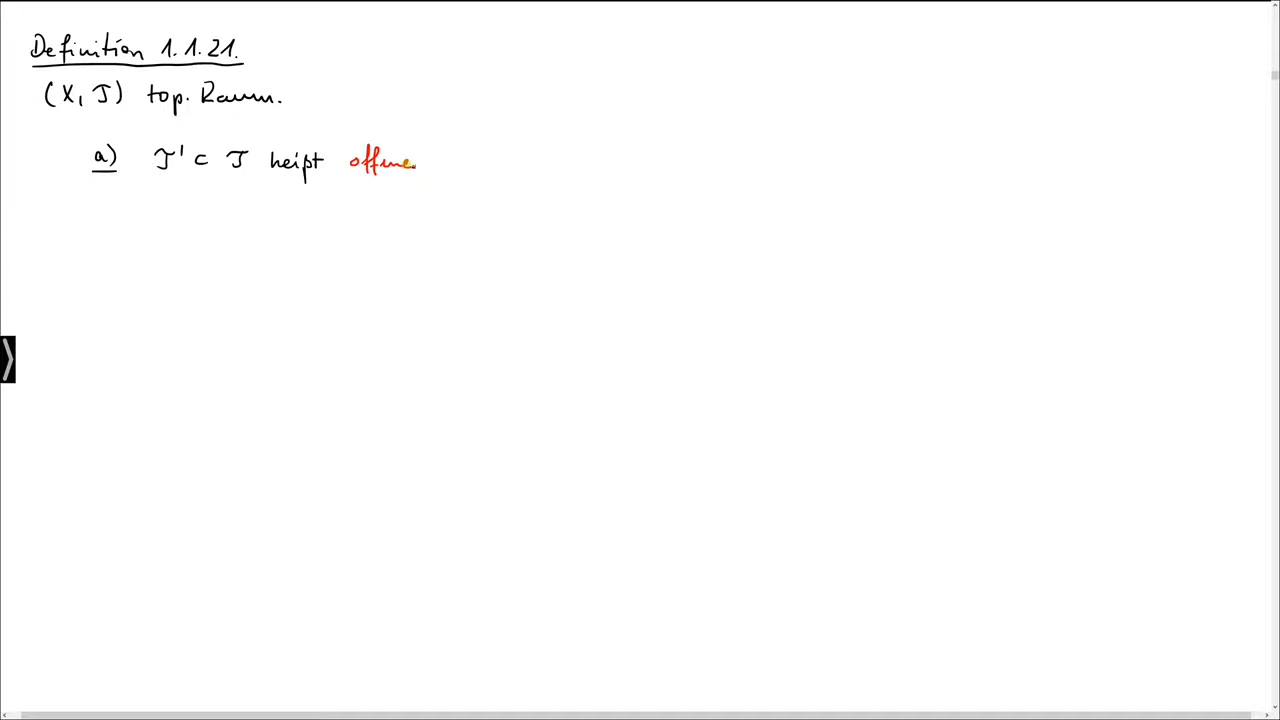 Definition 1.1.21.
(X, T) top. Raum.
a) T' ⊂ T heißt offene